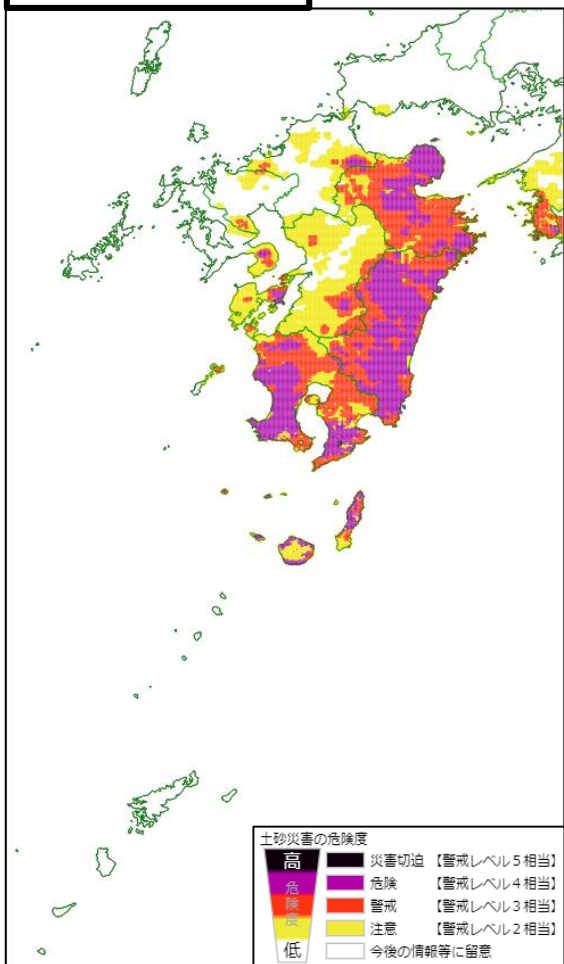 土砂災害の危険度
高
危険度
低
災害切迫 【警戒レベル5相当】
危険 【警戒レベル4相当】
警戒 【警戒レベル3相当】
注意 【警戒レベル2相当】
今後の情報等に留意